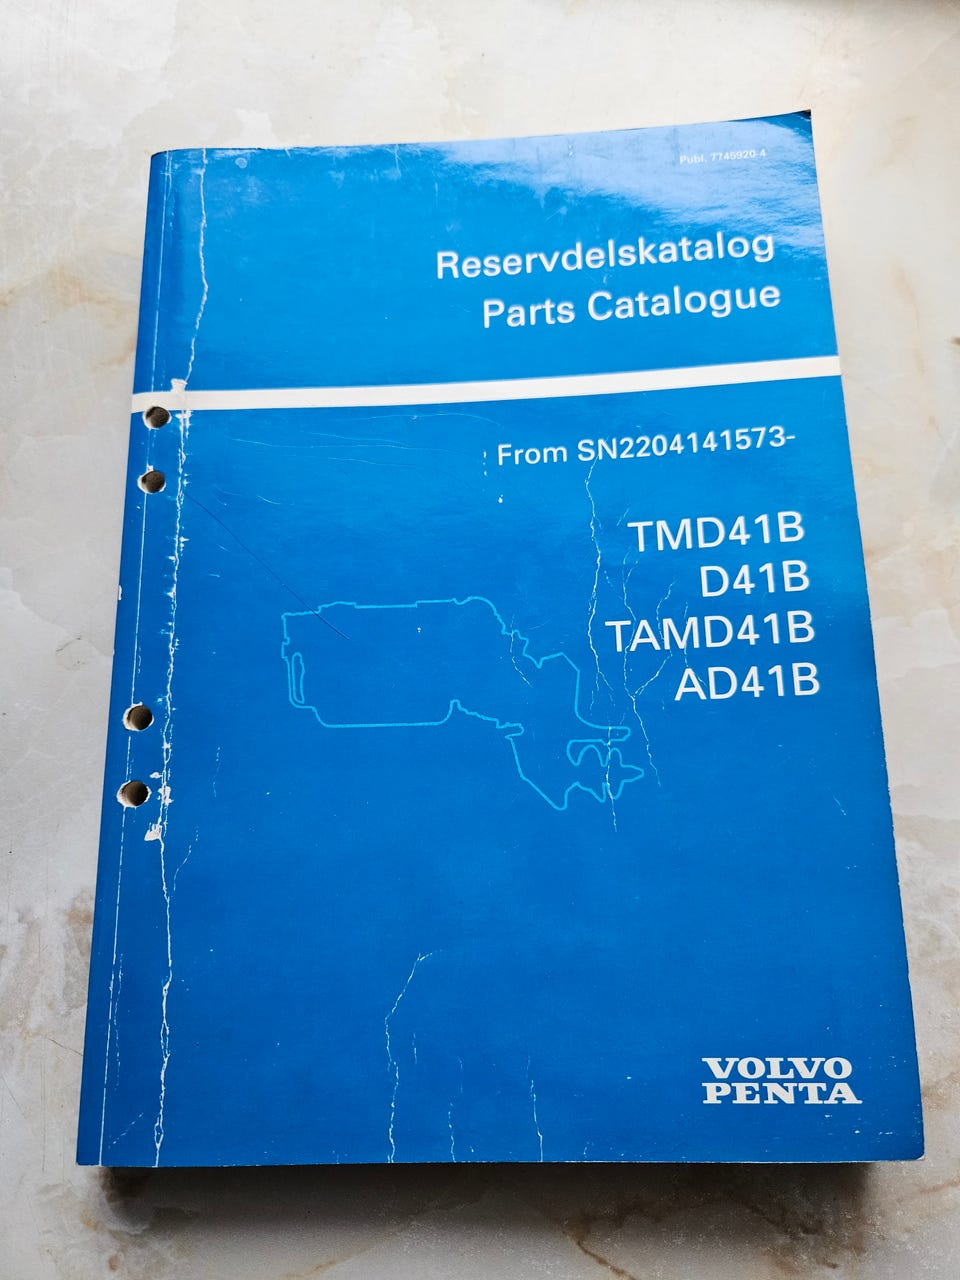 Publ. 7745920-4
Reservdelskatalog
Parts Catalogue
From SN2204141573-
TMD41B
D41B
TAMD41B
AD41B
VOLVO
PENTA